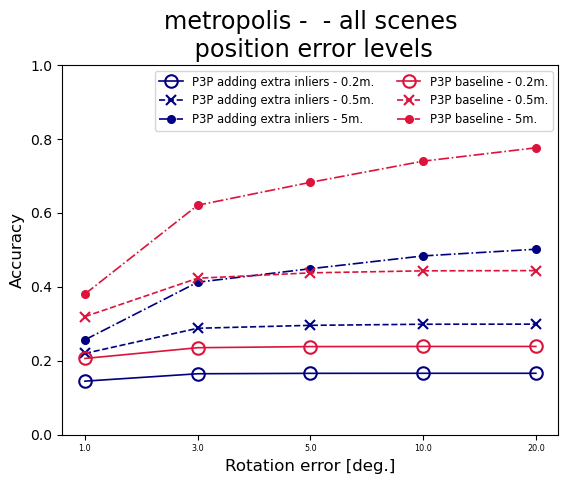 metropolis -  - all scenes
position error levels
P3P adding extra inliers - 0.2m.
P3P adding extra inliers - 0.5m.
P3P adding extra inliers - 5m.
P3P baseline - 0.2m.
P3P baseline - 0.5m.
P3P baseline - 5m.
1.0
0.8
0.6
0.4
0.2
0.0
Accuracy
1.0 3.0 5.0 10.0 20.0
Rotation error [deg.]